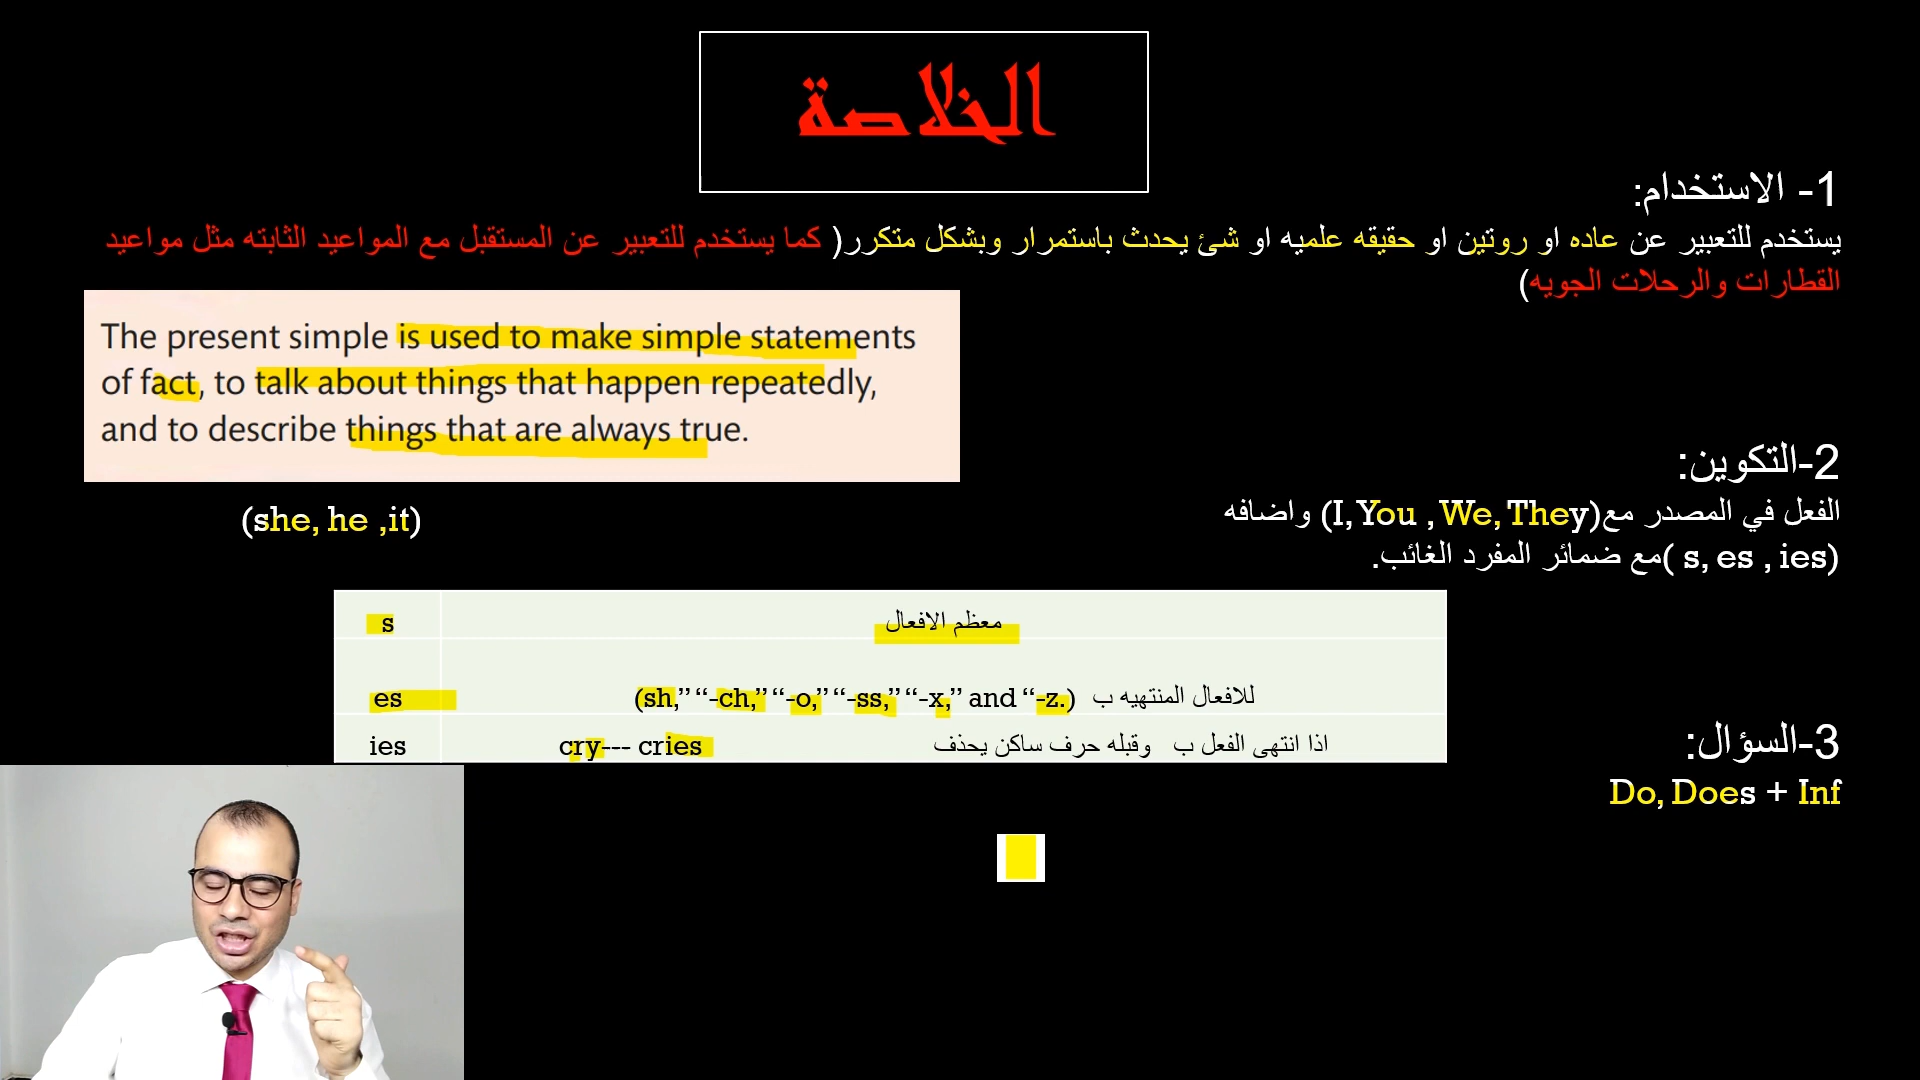 الخلاصة
1- الاستخدام:
يستخدم للتعبير عن عاده او روتين او حقيقه علميه او شئ يحدث باستمرار وبشكل متكرر( كما يستخدم للتعبير عن المستقبل مع المواعيد الثابته مثل مواعيد
القطارات والرحلات الجويه)
The present simple is used to make simple statements
of fact, to talk about things that happen repeatedly,
and to describe things that are always true.
2-التكوين:
الفعل في المصدر مع(I, You , We, They) واضافه
(s, es , ies )مع ضمائر المفرد الغائب.
(she, he ,it)
s معظم الافعال
es للافعال المنتهيه ب (sh,” “-ch,” “-o,” “-ss,” “-x,” and “-z.)
ies اذا انتهى الفعل ب وقبله حرف ساكن يحذف cry--- cries
3-السؤال:
Do, Does + Inf